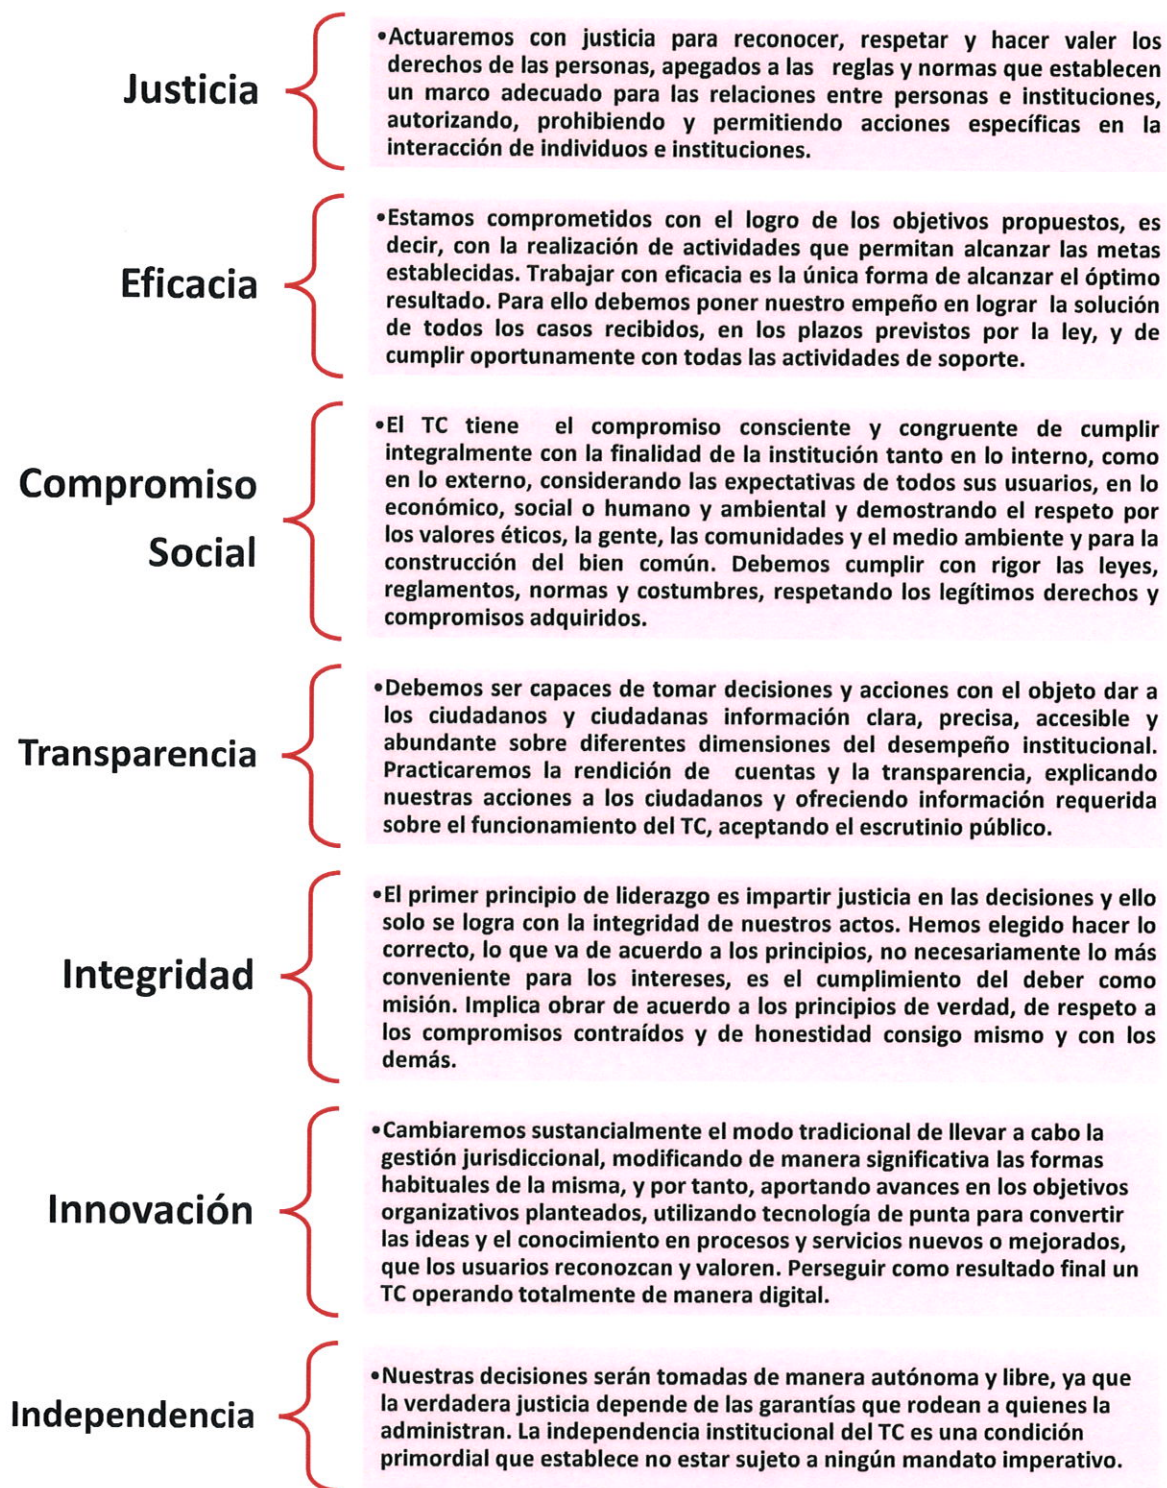 Justicia
•Actuaremos con justicia para reconocer, respetar y hacer valer los
derechos de las personas, apegados a las reglas y normas que establecen
un marco adecuado para las relaciones entre personas e instituciones,
autorizando, prohibiendo y permitiendo acciones específicas en la
interacción de individuos e instituciones.
Eficacia
•Estamos comprometidos con el logro de los objetivos propuestos, es
decir, con la realización de actividades que permitan alcanzar las metas
establecidas. Trabajar con eficacia es la única forma de alcanzar el óptimo
resultado. Para ello debemos poner nuestro empeño en lograr la solución
de todos los casos recibidos, en los plazos previstos por la ley, y de
cumplir oportunamente con todas las actividades de soporte.
Compromiso
Social
•El TC tiene el compromiso consciente y congruente de cumplir
integralmente con la finalidad de la institución tanto en lo interno, como
en lo externo, considerando las expectativas de todos sus usuarios, en lo
económico, social o humano y ambiental y demostrando el respeto por
los valores éticos, la gente, las comunidades y el medio ambiente y para la
construcción del bien común. Debemos cumplir con rigor las leyes,
reglamentos, normas y costumbres, respetando los legítimos derechos y
compromisos adquiridos.
Transparencia
•Debemos ser capaces de tomar decisiones y acciones con el objeto dar a
los ciudadanos y ciudadanas información clara, precisa, accesible y
abundante sobre diferentes dimensiones del desempeño institucional.
Practicaremos la rendición de cuentas y la transparencia, explicando
nuestras acciones a los ciudadanos y ofreciendo información requerida
sobre el funcionamiento del TC, aceptando el escrutinio público.
Integridad
•El primer principio de liderazgo es impartir justicia en las decisiones y ello
solo se logra con la integridad de nuestros actos. Hemos elegido hacer lo
correcto, lo que va de acuerdo a los principios, no necesariamente lo más
conveniente para los intereses, es el cumplimiento del deber como
misión. Implica obrar de acuerdo a los principios de verdad, de respeto a
los compromisos contraídos y de honestidad consigo mismo y con los
demás.
Innovación
•Cambiaremos sustancialmente el modo tradicional de llevar a cabo la
gestión jurisdiccional, modificando de manera significativa las formas
habituales de la misma, y por tanto, aportando avances en los objetivos
organizativos planteados, utilizando tecnología de punta para convertir
las ideas y el conocimiento en procesos y servicios nuevos o mejorados,
que los usuarios reconozcan y valoren. Perseguir como resultado final un
TC operando totalmente de manera digital.
Independencia
•Nuestras decisiones serán tomadas de manera autónoma y libre, ya que
la verdadera justicia depende de las garantías que rodean a quienes la
administran. La independencia institucional del TC es una condición
primordial que establece no estar sujeto a ningún mandato imperativo.